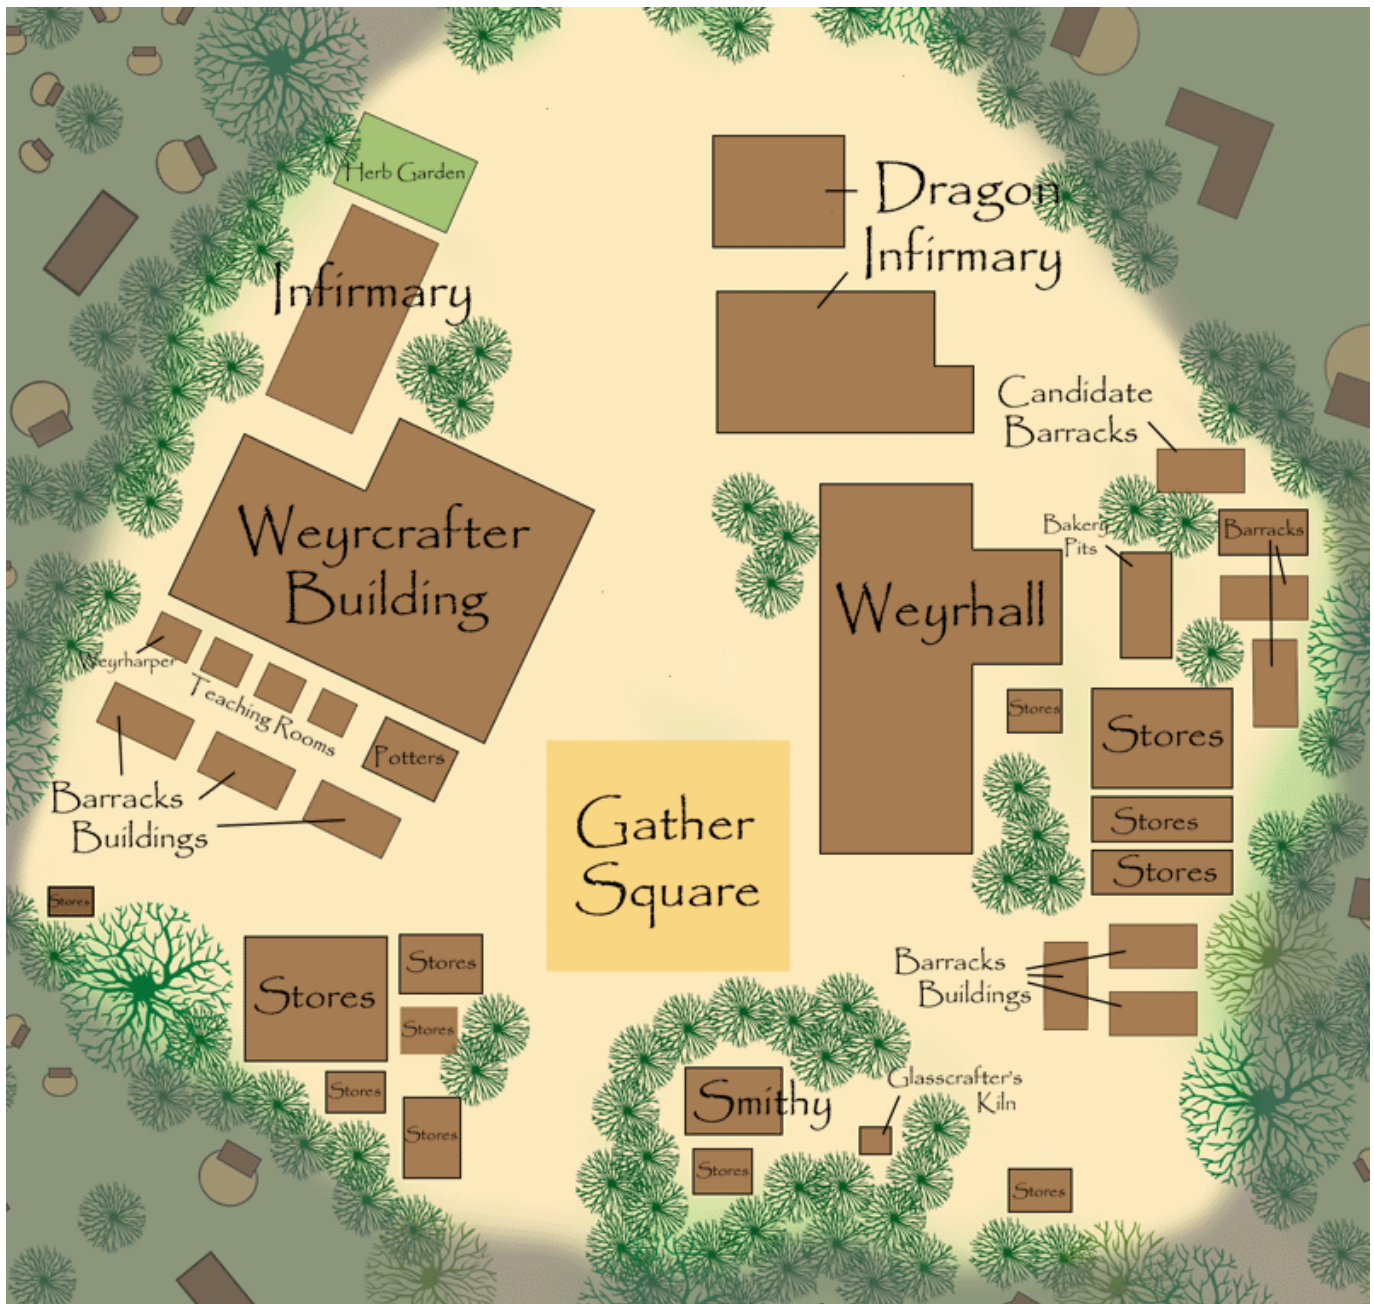 Herb Garden
Dragon
Infirmary
Infirmary
Candidate
Barracks
Weyrcrafter
Building
Bakery
Pits
Barracks
Weyrhall
Weyrharper
Teaching Rooms
Potters
Stores
Stores
Stores
Stores
Barracks
Buildings
Gather
Square
Stores
Stores
Stores
Stores
Stores
Stores
Barracks
Buildings
Smithy
Glasscrafter's
Kiln
Stores
Stores